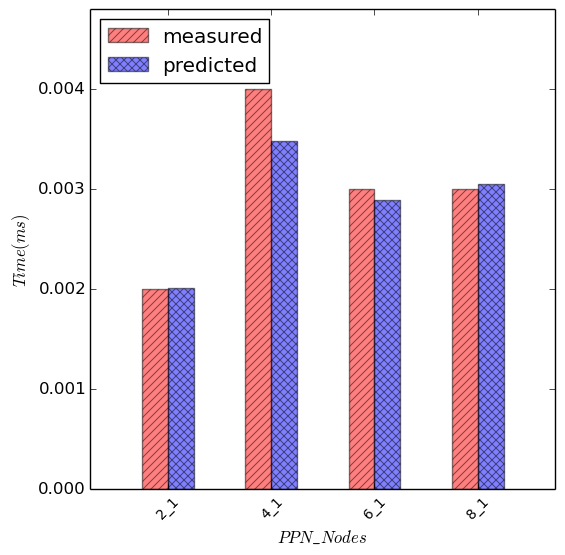 measured
predicted
0.004
0.003
0.002
0.001
0.000
Time(ms)
2_1 4_1 6_1 8_1
PPN_Nodes